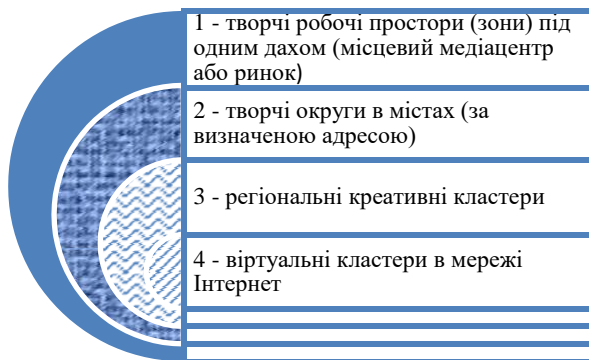 1 - творчі робочі простори (зони) під
одним дахом (місцевий медіацентр
або ринок)
2 - творчі округи в містах (за
визначеною адресою)
3 - регіональні креативні кластери
4 - віртуальні кластери в мережі
Інтернет